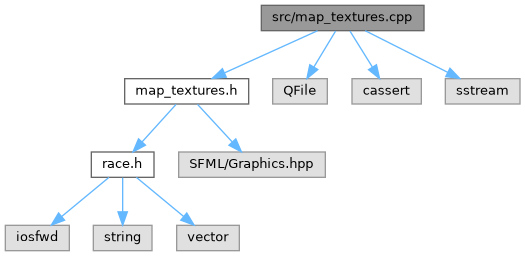 src/map_textures.cpp
map_textures.h
QFile
cassert
sstream
race.h
SFML/Graphics.hpp
iosfwd
string
vector